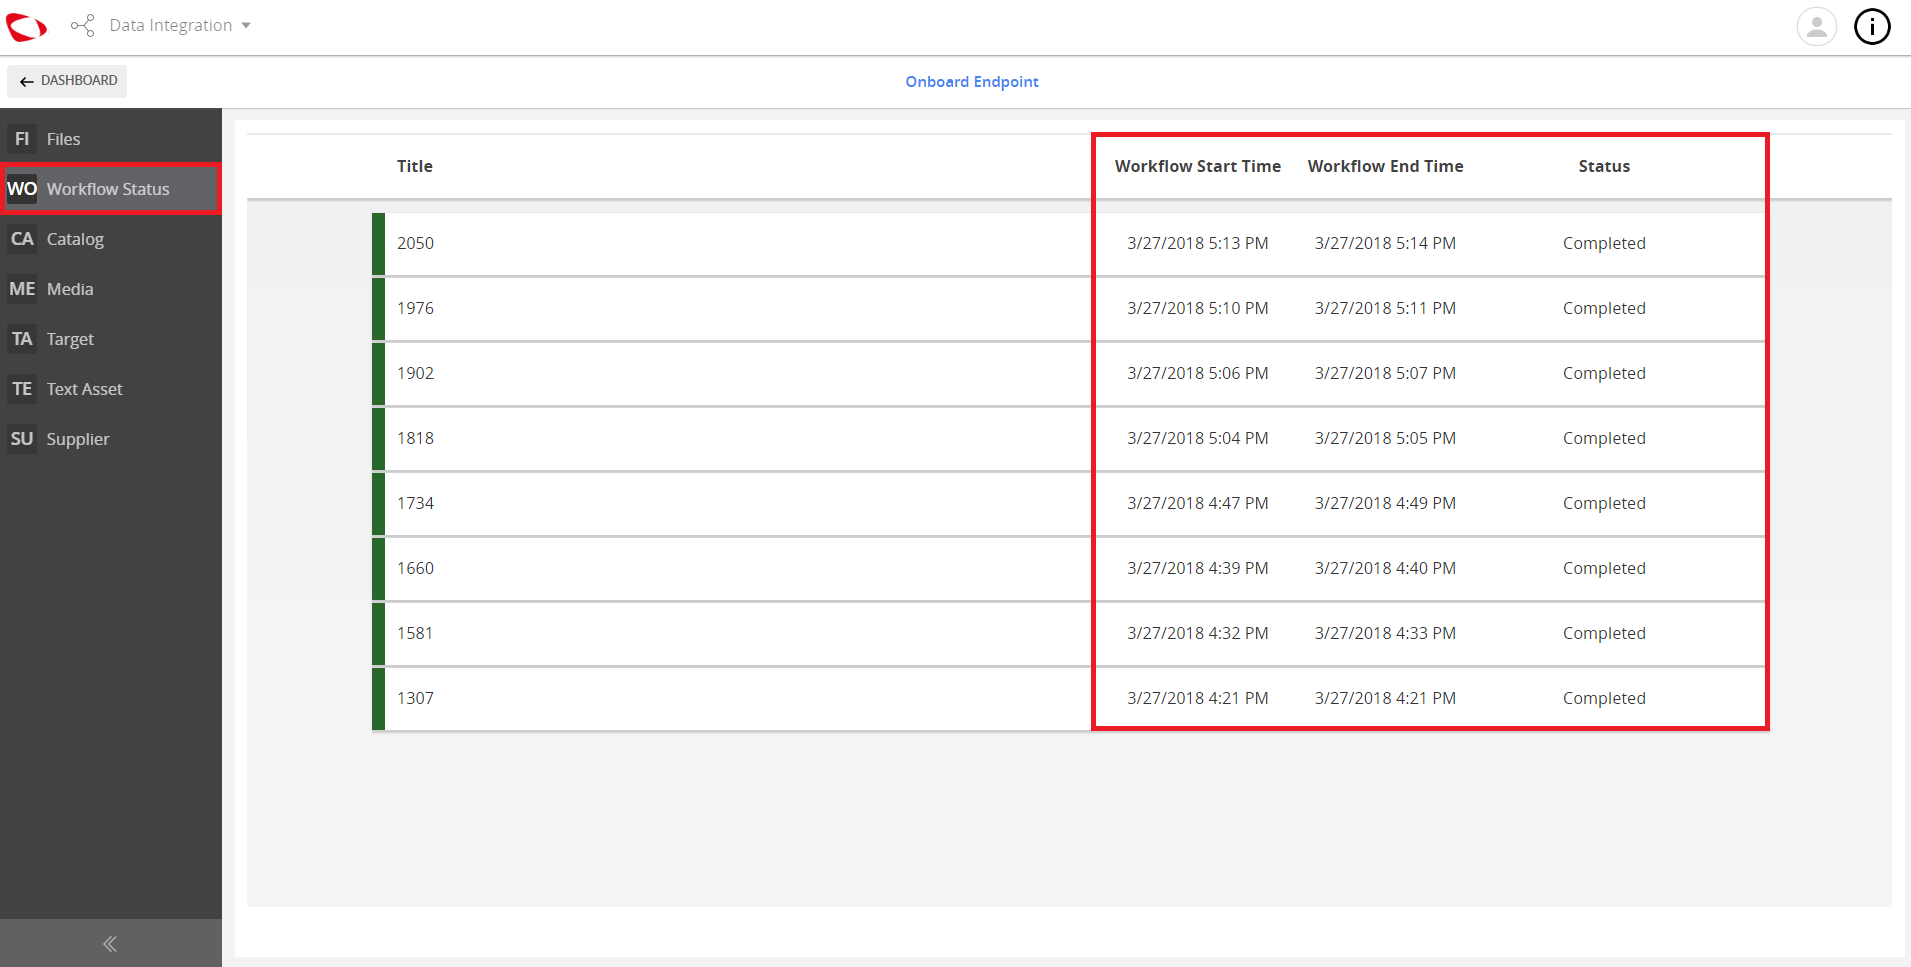 Data Integration
i
DASHBOARD
Onboard Endpoint
FI Files
WO Workflow Status
CA Catalog
ME Media
TA Target
TE Text Asset
SU Supplier
Title Workflow Start Time Workflow End Time Status
2050 3/27/2018 5:13 PM 3/27/2018 5:14 PM Completed
1976 3/27/2018 5:10 PM 3/27/2018 5:11 PM Completed
1902 3/27/2018 5:06 PM 3/27/2018 5:07 PM Completed
1818 3/27/2018 5:04 PM 3/27/2018 5:05 PM Completed
1734 3/27/2018 4:47 PM 3/27/2018 4:49 PM Completed
1660 3/27/2018 4:39 PM 3/27/2018 4:40 PM Completed
1581 3/27/2018 4:32 PM 3/27/2018 4:33 PM Completed
1307 3/27/2018 4:21 PM 3/27/2018 4:21 PM Completed